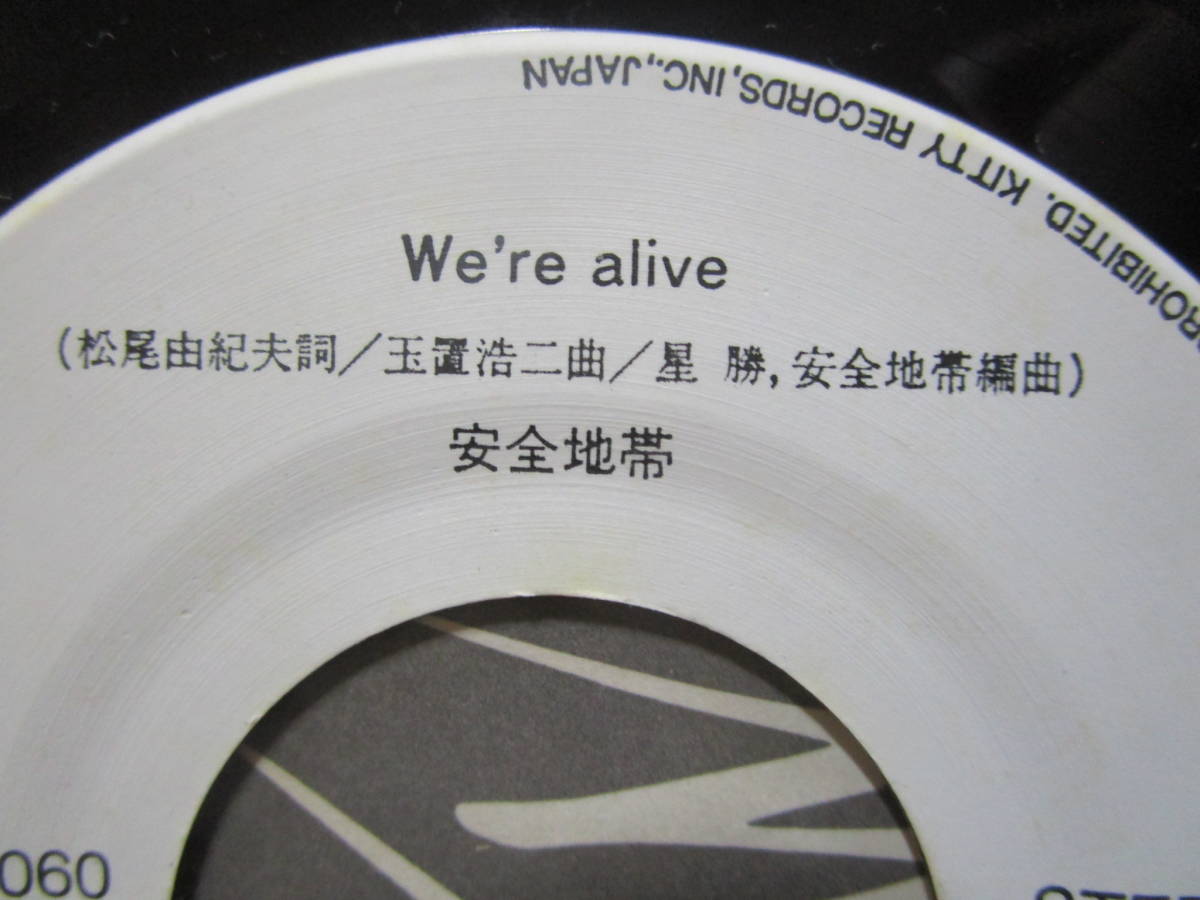 We're alive
(松尾由紀夫詞/玉置浩二曲/星 勝,安全地帯編曲)
安全地帯
060
PROHIBITED. KITTY RECORDS, INC., JAPAN